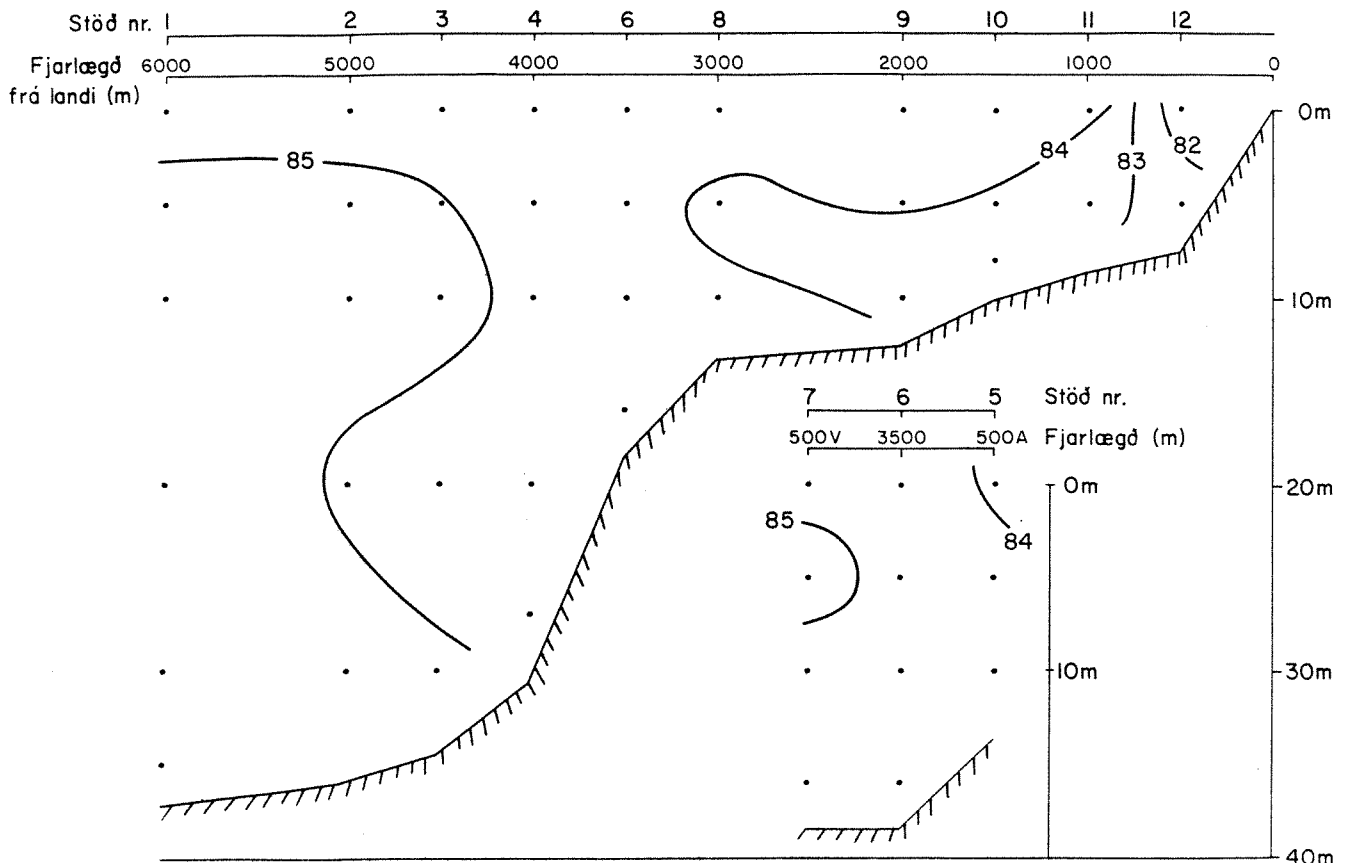 Stöð nr. 1 2 3 4 6 8 9 10 11 12
Fjarlægð 6000 5000 4000 3000 2000 1000 0
frá landi (m)
0m
85
84
83
82
10m
7 6 5 Stöð nr.
500V 3500 500A Fjarlægð (m)
0m
20m
85
84
10m
30m
40m